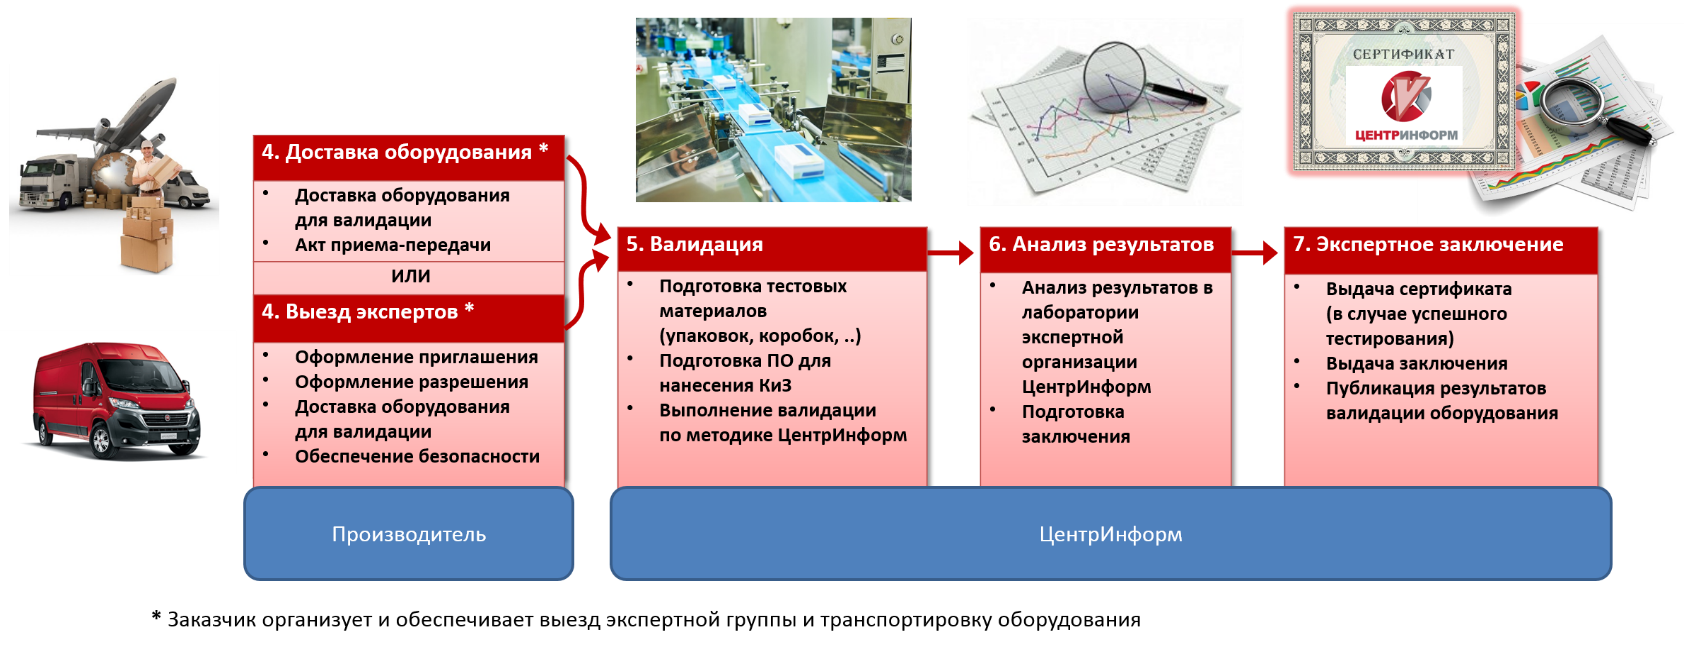 4. Доставка оборудования *
• Доставка оборудования
для валидации
• Акт приема-передачи
ИЛИ
4. Выезд экспертов *
• Оформление приглашения
• Оформление разрешения
• Доставка оборудования
для валидации
• Обеспечение безопасности
Производитель
5. Валидация
• Подготовка тестовых
материалов
(упаковок, коробок, ..)
• Подготовка ПО для
нанесения КиЗ
• Выполнение валидации
по методике ЦентрИнформ
6. Анализ результатов
• Анализ результатов в
лаборатории
экспертной
организации
ЦентрИнформ
• Подготовка
заключения
СЕРТИФИКАТ
ЦЕНТРИНФОРМ
7. Экспертное заключение
• Выдача сертификата
(в случае успешного
тестирования)
• Выдача заключения
• Публикация результатов
валидации оборудования
ЦентрИнформ
* Заказчик организует и обеспечивает выезд экспертной группы и транспортировку оборудования